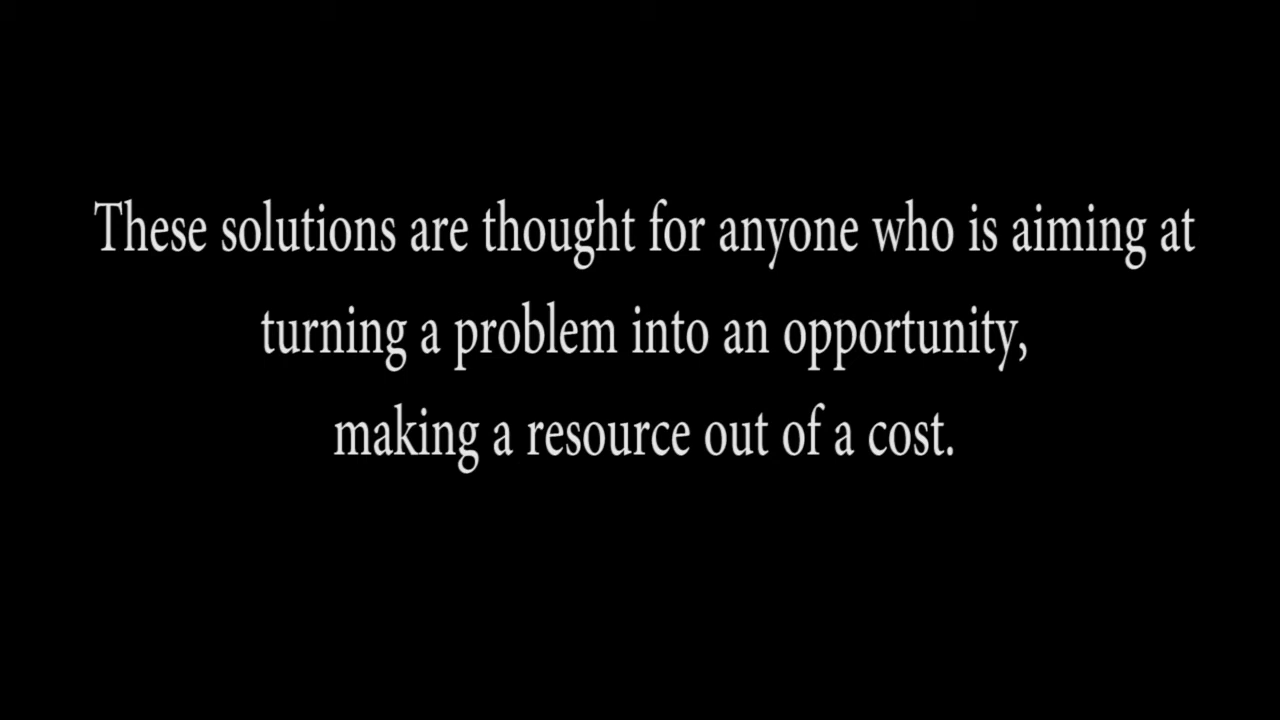 These solutions are thought for anyone who is aiming at
turning a problem into an opportunity,
making a resource out of a cost.